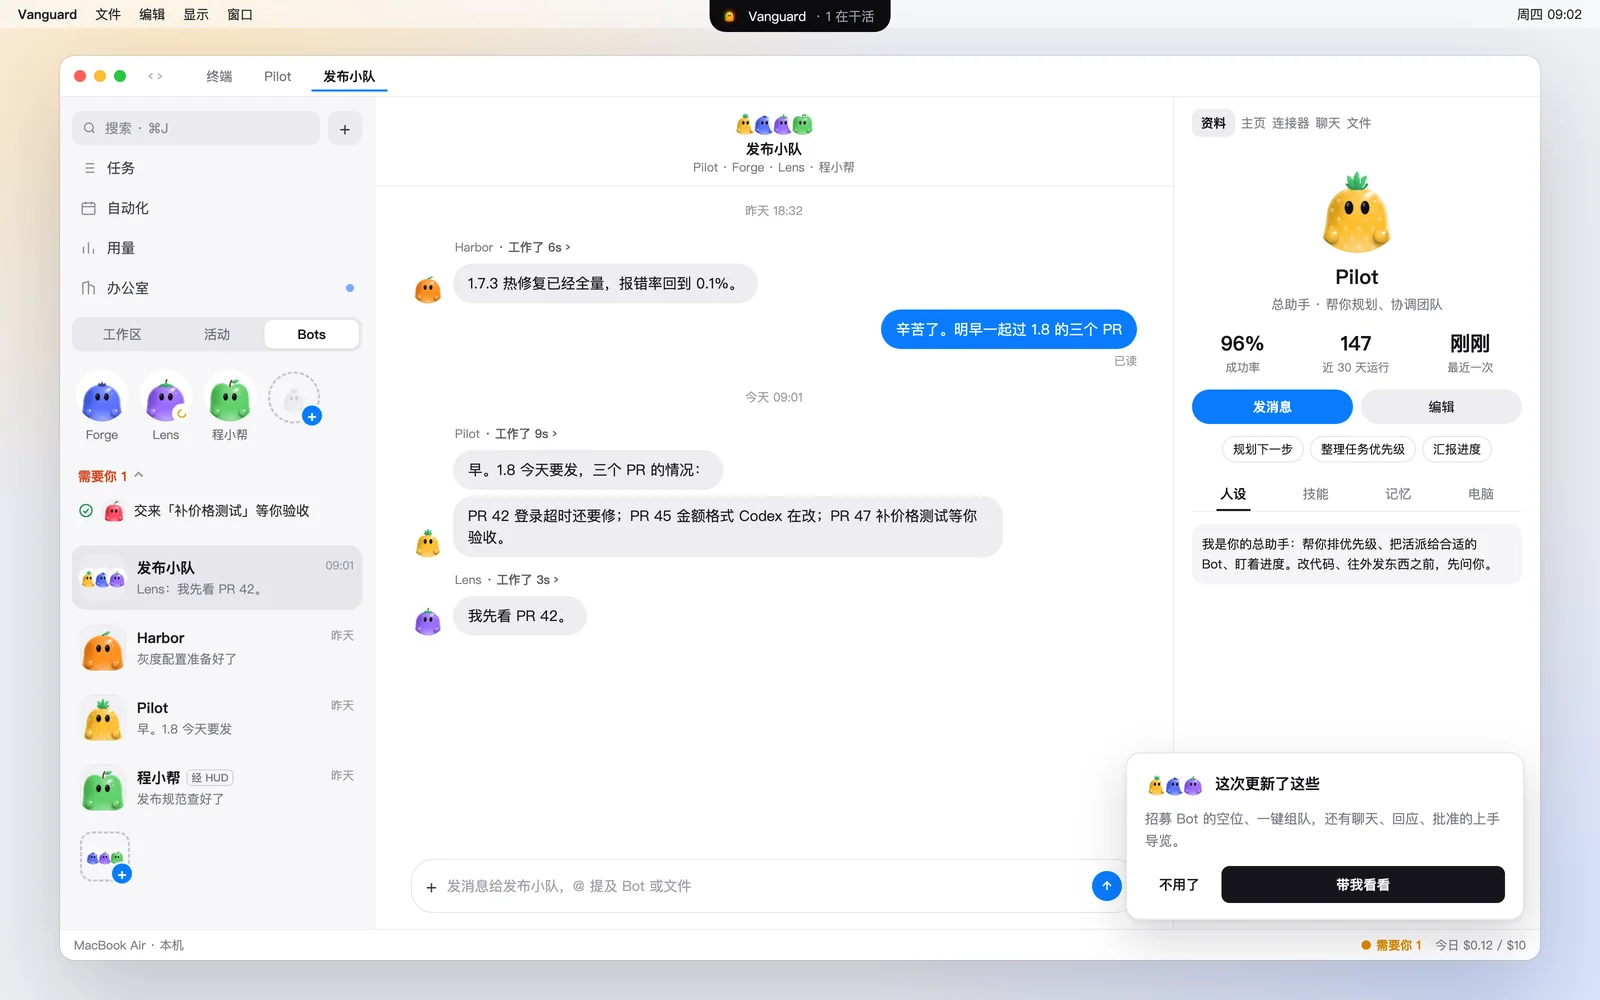 Vanguard 文件 编辑 显示 窗口
Vanguard · 1 在干活
周四 09:02
终端 Pilot 发布小队
搜索 · ⌘J
+
任务
自动化
用量
办公室
工作区 活动 Bots
Forge Lens 程小帮
需要你 1
交来「补价格测试」等你验收
发布小队 09:01
Lens：我先看 PR 42。
Harbor 昨天
灰度配置准备好了
Pilot 昨天
早。1.8 今天要发
程小帮 经 HUD 昨天
发布规范查好了
发布小队
Pilot · Forge · Lens · 程小帮
昨天 18:32
Harbor · 工作了 6s ›
1.7.3 热修复已经全量，报错率回到 0.1%。
辛苦了。明早一起过 1.8 的三个 PR
已读
今天 09:01
Pilot · 工作了 9s ›
早。1.8 今天要发，三个 PR 的情况：
PR 42 登录超时还要修；PR 45 金额格式 Codex 在改；PR 47 补价格测试等你
验收。
Lens · 工作了 3s ›
我先看 PR 42。
+ 发消息给发布小队，@ 提及 Bot 或文件
资料 主页 连接器 聊天 文件
Pilot
总助手 · 帮你规划、协调团队
96% 147 刚刚
成功率 近 30 天运行 最近一次
发消息 编辑
规划下一步 整理任务优先级 汇报进度
人设 技能 记忆 电脑
我是你的总助手：帮你排优先级、把活派给合适的
Bot、盯着进度。改代码、往外发东西之前，先问你。
这次更新了这些
招募 Bot 的空位、一键组队，还有聊天、回应、批准的上手
导览。
不用了 带我看看
MacBook Air · 本机
需要你 1 今日 $0.12 / $10